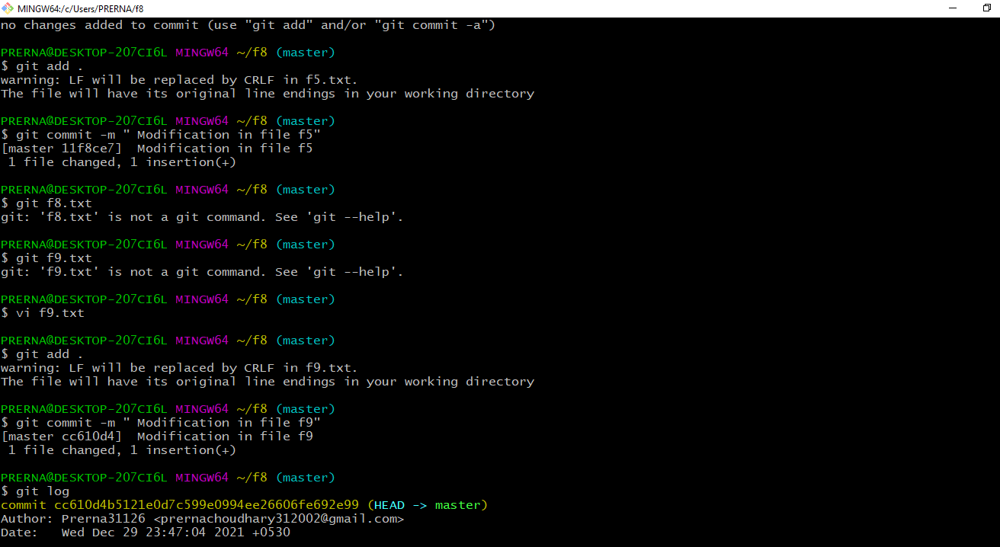 MINGW64:/c/Users/PRERNA/f8
no changes added to commit (use "git add" and/or "git commit -a")
PRERNA@DESKTOP-207CI6L MINGW64 ~/f8 (master)
$ git add .
warning: LF will be replaced by CRLF in f5.txt.
The file will have its original line endings in your working directory
PRERNA@DESKTOP-207CI6L MINGW64 ~/f8 (master)
$ git commit -m " Modification in file f5"
[master 11f8ce7]  Modification in file f5
 1 file changed, 1 insertion(+)
PRERNA@DESKTOP-207CI6L MINGW64 ~/f8 (master)
$ git f8.txt
git: 'f8.txt' is not a git command. See 'git --help'.
PRERNA@DESKTOP-207CI6L MINGW64 ~/f8 (master)
$ git f9.txt
git: 'f9.txt' is not a git command. See 'git --help'.
PRERNA@DESKTOP-207CI6L MINGW64 ~/f8 (master)
$ vi f9.txt
PRERNA@DESKTOP-207CI6L MINGW64 ~/f8 (master)
$ git add .
warning: LF will be replaced by CRLF in f9.txt.
The file will have its original line endings in your working directory
PRERNA@DESKTOP-207CI6L MINGW64 ~/f8 (master)
$ git commit -m " Modification in file f9"
[master cc610d4]  Modification in file f9
 1 file changed, 1 insertion(+)
PRERNA@DESKTOP-207CI6L MINGW64 ~/f8 (master)
$ git log
commit cc610d4b5121e0d7c599e0994ee26606fe692e99 (HEAD -> master)
Author: Prerna31126 <prernachoudhary312002@gmail.com>
Date:   Wed Dec 29 23:47:04 2021 +0530